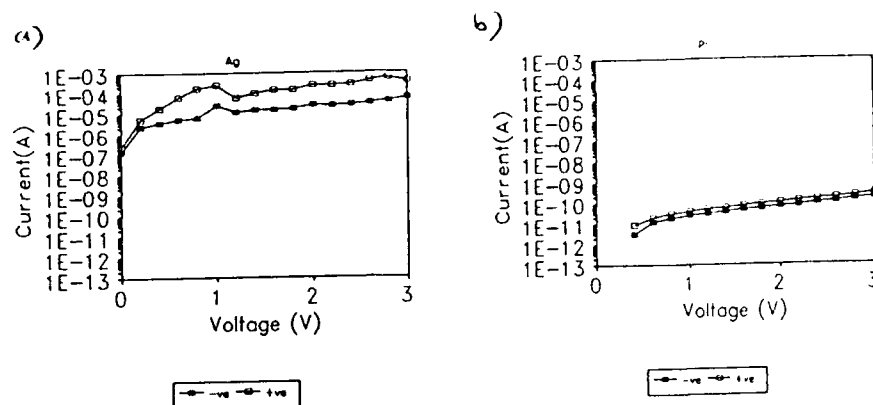 (a)
Ag
1E-03
1E-04
1E-05
1E-06
1E-07
1E-08
1E-09
1E-10
1E-11
1E-12
1E-13
Current(A)
0 1 2 3
Voltage (V)
-ve +ve
b)
1E-03
1E-04
1E-05
1E-06
1E-07
1E-08
1E-09
1E-10
1E-11
1E-12
1E-13
Current(A)
0 1 2 3
Voltage (V)
-ve +ve